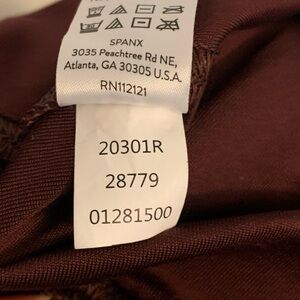 SPANX
3035 Peachtree Rd NE,
Atlanta, GA 30305 U.S.A.
RN112121
20301R
28779
01281500